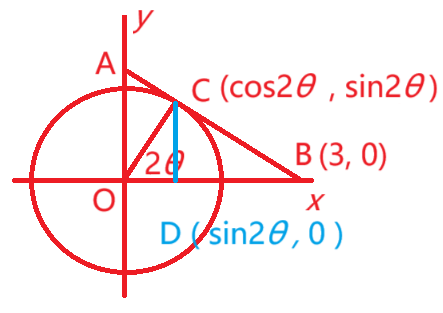 y
A
C (cos2θ , sin2θ)
2θ
B (3, 0)
O
x
D ( sin2θ, 0 )